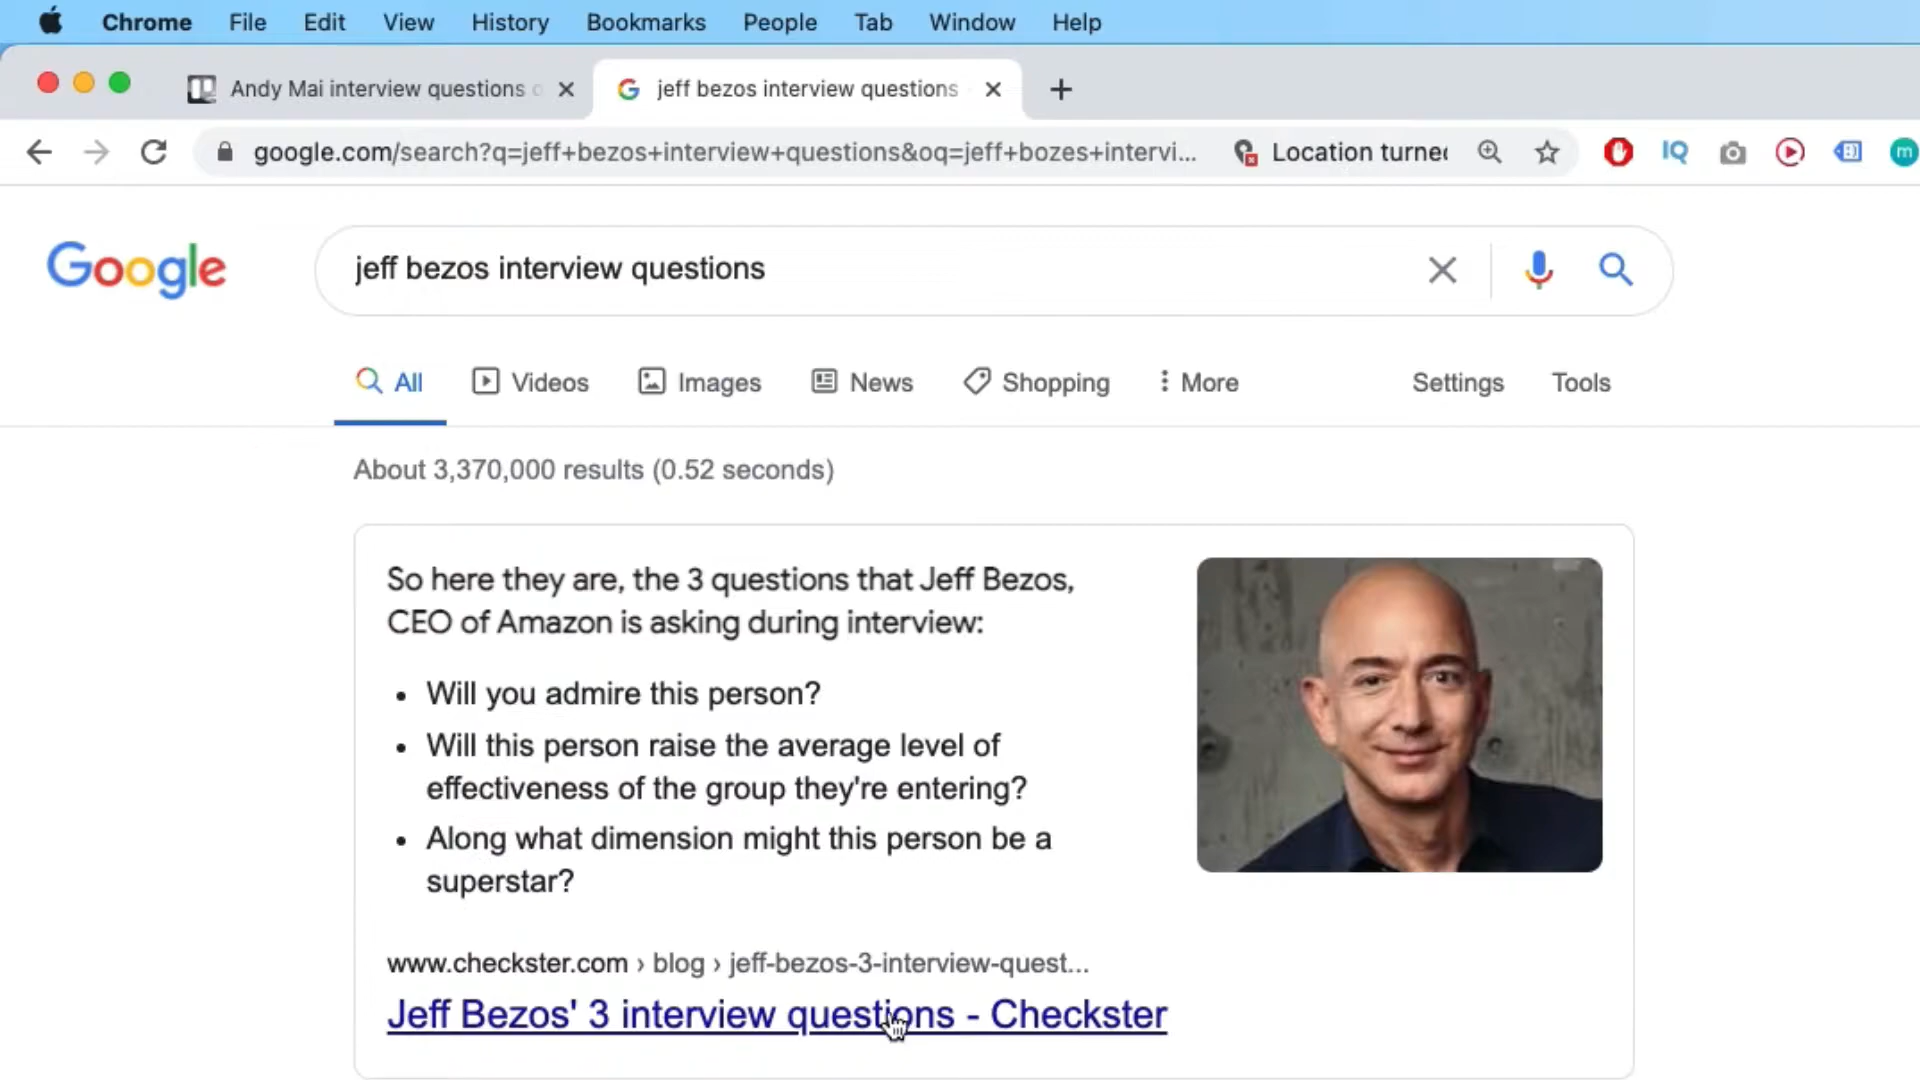 Chrome File Edit View History Bookmarks People Tab Window Help
Andy Mai interview questions
jeff bezos interview questions
google.com/search?q=jeff+bezos+interview+questions&oq=jeff+bozes+intervi...
Location turned
IQ
m
Google
jeff bezos interview questions
All Videos Images News Shopping More Settings Tools
About 3,370,000 results (0.52 seconds)
So here they are, the 3 questions that Jeff Bezos,
CEO of Amazon is asking during interview:
• Will you admire this person?
• Will this person raise the average level of
effectiveness of the group they're entering?
• Along what dimension might this person be a
superstar?
www.checkster.com › blog › jeff-bezos-3-interview-quest...
Jeff Bezos' 3 interview questions - Checkster